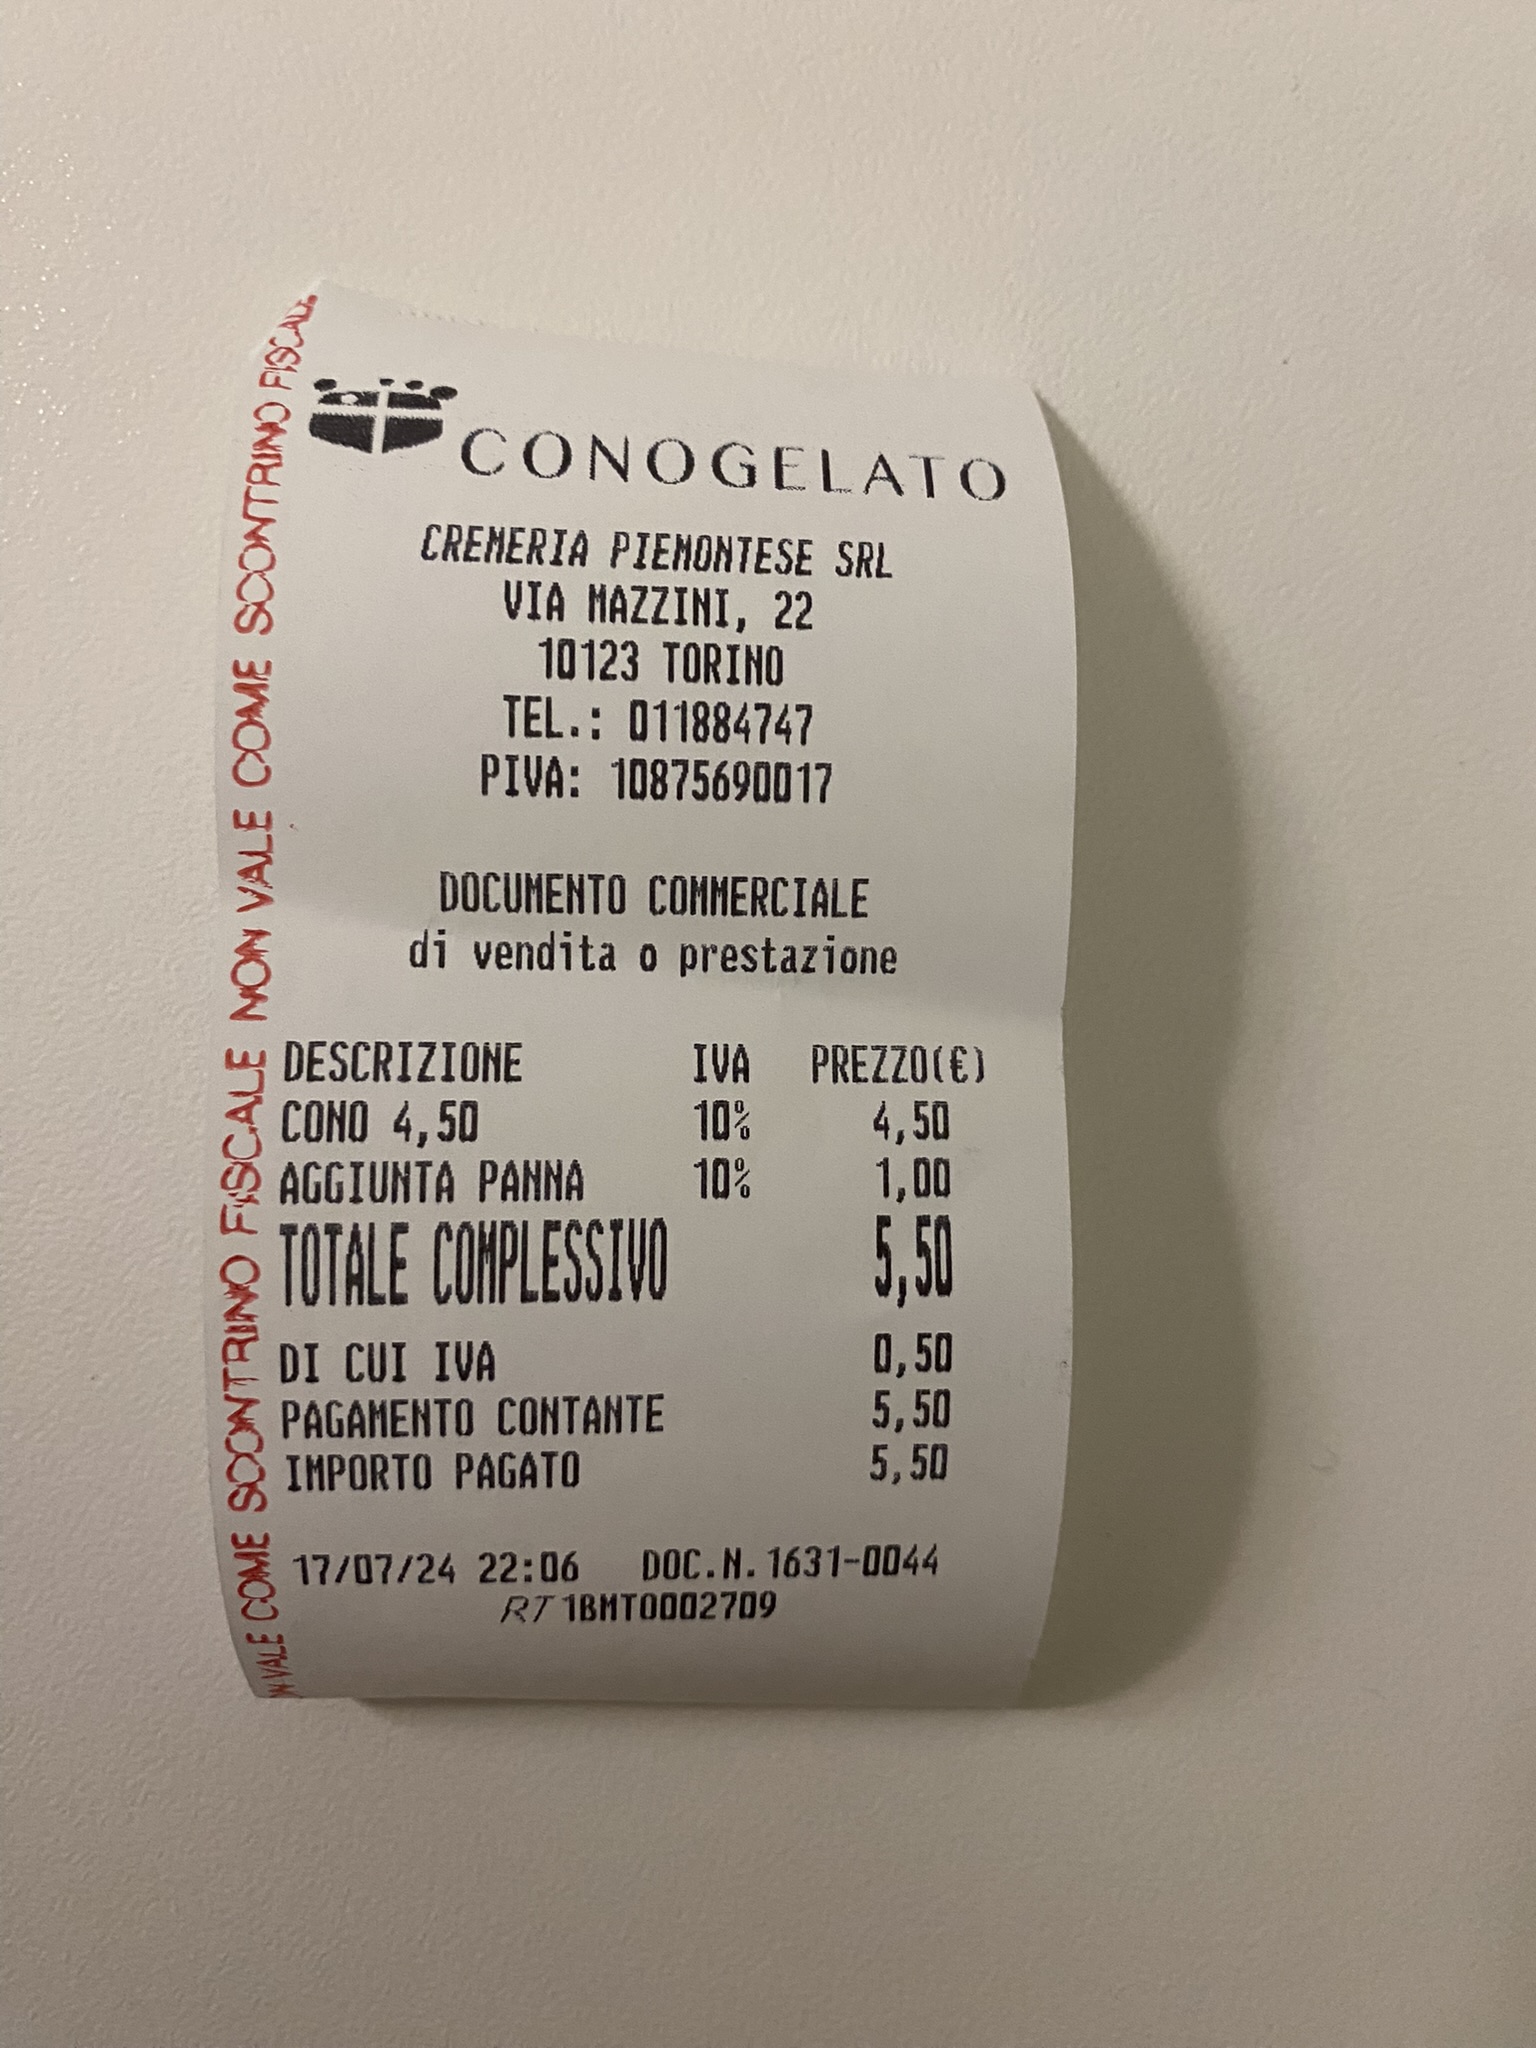 CONOGELATO
CREMERIA PIEMONTESE SRL
VIA MAZZINI, 22
10123 TORINO
TEL.: 011884747
PIVA: 10875690017
DOCUMENTO COMMERCIALE
di vendita o prestazione
DESCRIZIONE IVA PREZZO(€)
CONO 4,50 10% 4,50
AGGIUNTA PANNA 10% 1,00
TOTALE COMPLESSIVO 5,50
DI CUI IVA 0,50
PAGAMENTO CONTANTE 5,50
IMPORTO PAGATO 5,50
17/07/24 22:06 DOC.N.1631-0044
RT 1BMT0002709
VALE COME SCONTRINO FISCALE NON VALE COME SCONTRINO FISCALE